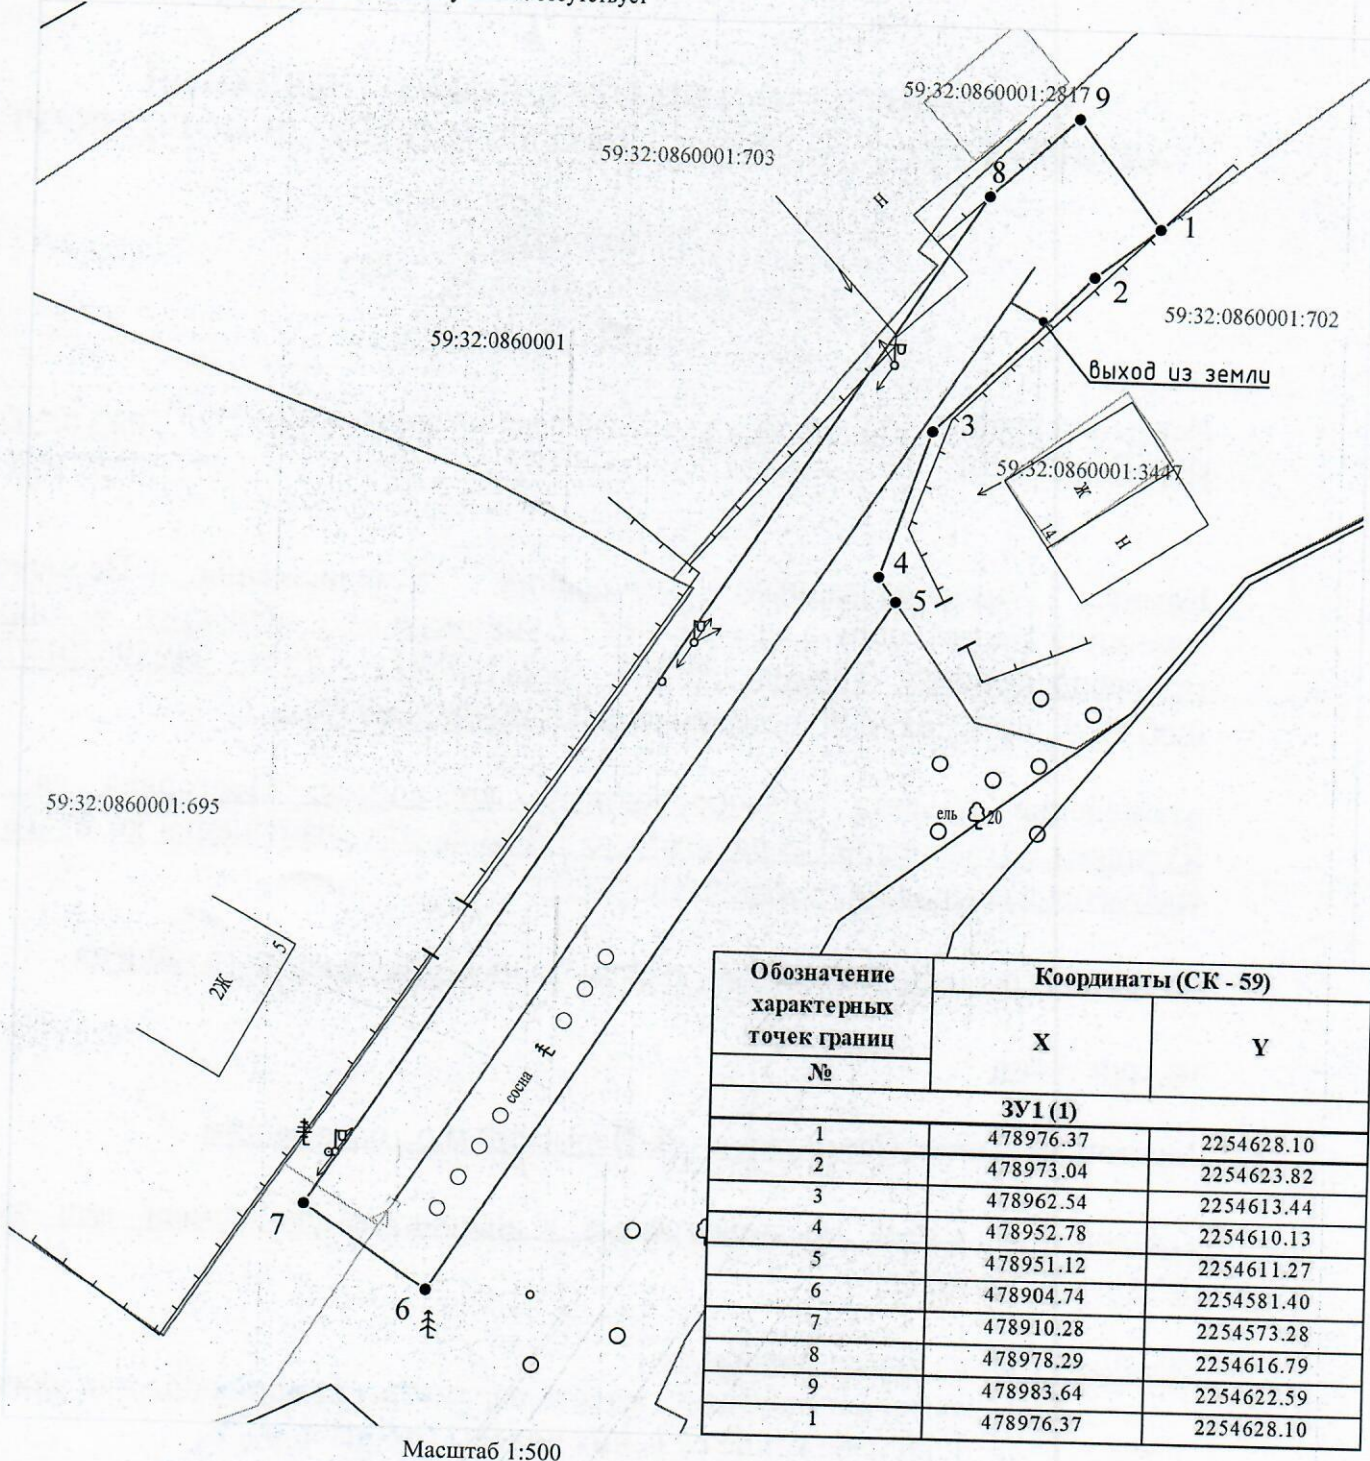 59:32:0860001:2817
9
59:32:0860001:703
8
Н
1
2
59:32:0860001:702
59:32:0860001
выход из земли
3
59:32:0860001:3447
Ж
14
Н
4
5
59:32:0860001:695
ель 20
5
2Ж
сосна
7
6
Обозначение характерных точек границ
№
Координаты (СК - 59)
X Y
ЗУ1 (1)
1 478976.37 2254628.10
2 478973.04 2254623.82
3 478962.54 2254613.44
4 478952.78 2254610.13
5 478951.12 2254611.27
6 478904.74 2254581.40
7 478910.28 2254573.28
8 478978.29 2254616.79
9 478983.64 2254622.59
1 478976.37 2254628.10
Масштаб 1:500